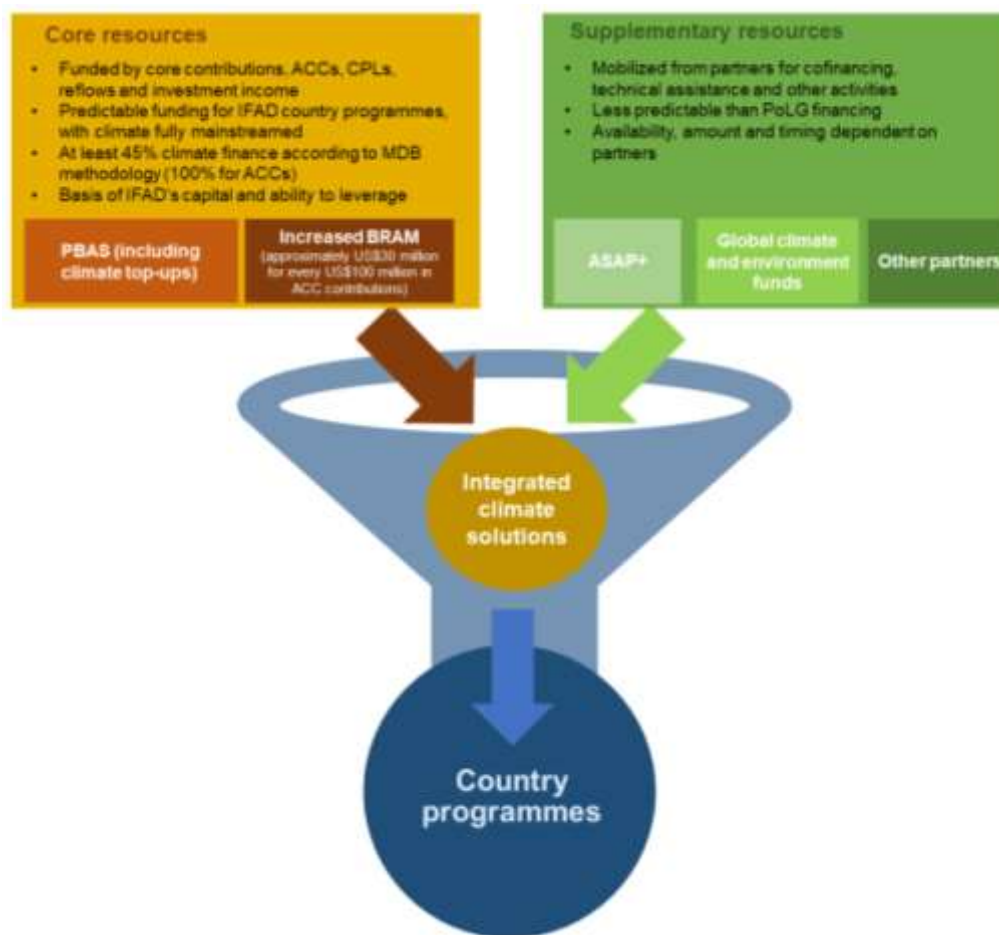 Core resources
• Funded by core contributions, ACCs, CPLs,
reflows and investment income
• Predictable funding for IFAD country programmes,
with climate fully mainstreamed
• At least 45% climate finance according to MDB
methodology (100% for ACCs)
• Basis of IFAD's capital and ability to leverage
PBAS (including
climate top-ups)
Increased BRAM
(approximately US$30 million
for every US$100 million in
ACC contributions)
Supplementary resources
• Mobilized from partners for cofinancing,
technical assistance and other activities
• Less predictable than PoLG financing
• Availability, amount and timing dependent on
partners
ASAP+
Global climate
and environment
funds
Other partners
Integrated
climate
solutions
Country
programmes